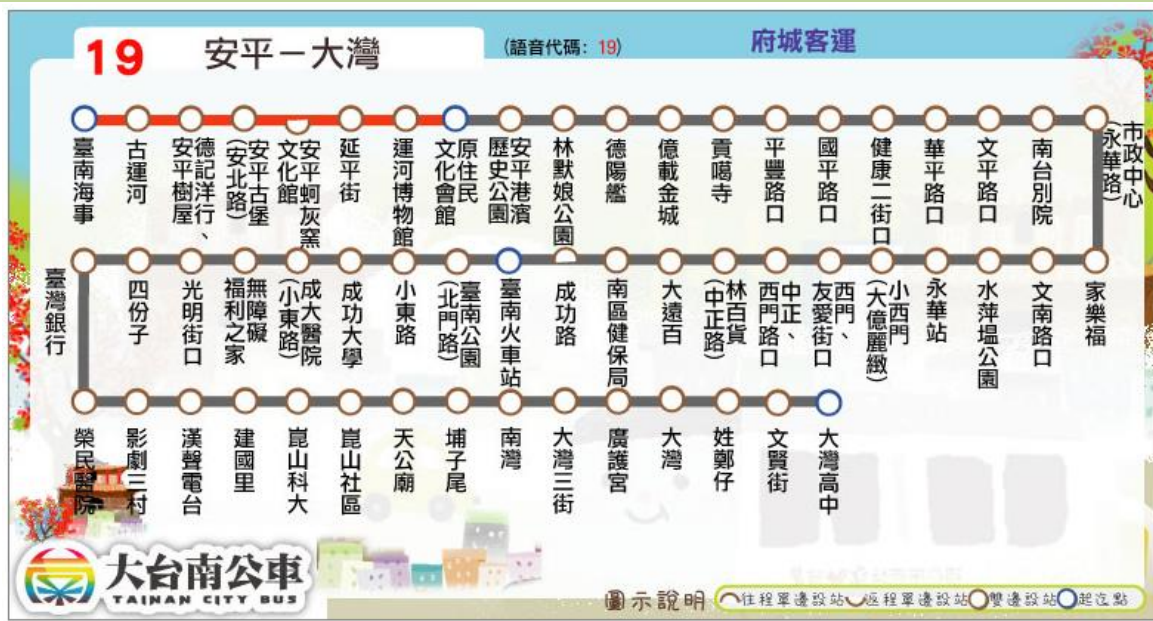 19
安平－大灣
(語音代碼: 19)
府城客運
臺南海事
古運河
德記洋行、
安平樹屋
安平古堡
(安北路)
安平蚵灰窯
文化館
延平街
運河博物館
原住民
文化會館
安平港濱
歷史公園
林默娘公園
德陽艦
億載金城
貢噶寺
平豐路口
國平路口
健康二街口
華平路口
文平路口
南台別院
市政中心
(永華路)
臺灣銀行
四份子
光明街口
無障礙
福利之家
成大醫院
(小東路)
成功大學
小東路
臺南公園
(北門路)
臺南火車站
成功路
南區健保局
大遠百
林百貨
(中正路)
中正、
西門路口
西門、
友愛街口
小西門
(大億麗緻)
永華站
水萍塭公園
文南路口
家樂福
榮民醫院
影劇三村
漢聲電台
建國里
崑山科大
崑山社區
天公廟
埔子尾
南灣
大灣三街
廣護宮
大灣
姓鄭仔
文賢街
大灣高中
大台南公車
TAINAN CITY BUS
圖示說明 往程單邊設站 返程單邊設站 雙邊設站 起迄點